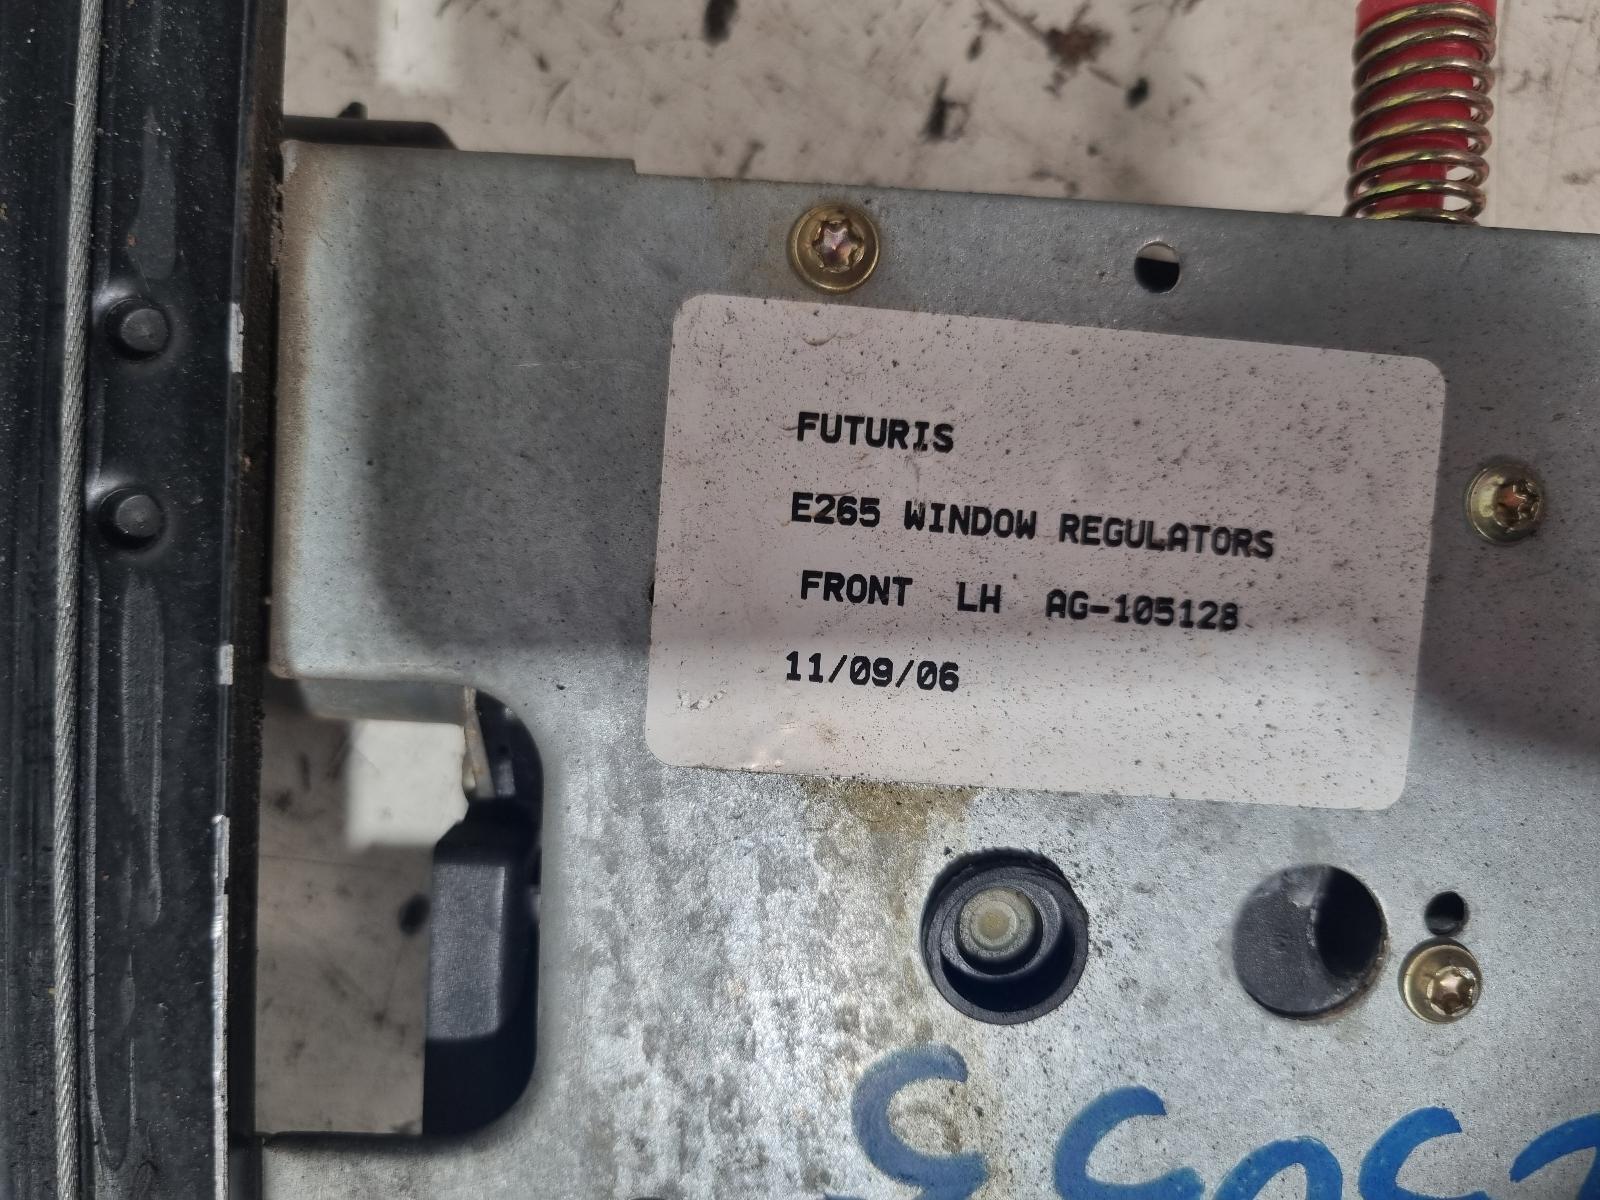 FUTURIS
E265 WINDOW REGULATORS
FRONT LH AG-105128
11/09/06